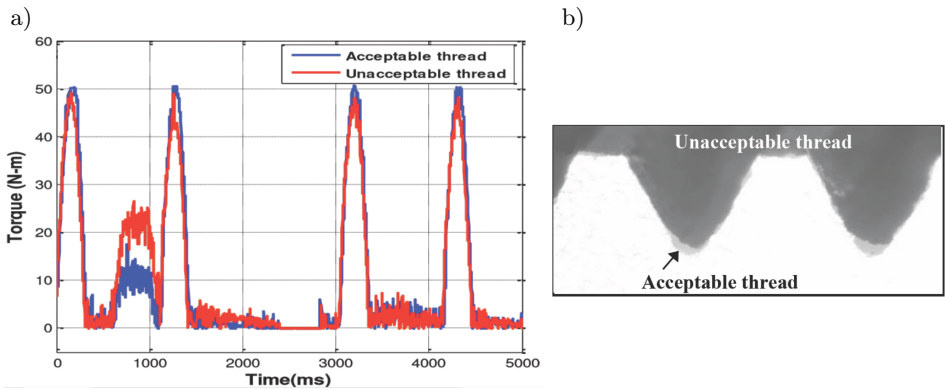 a)
b)
60
50
40
30
20
10
0
Torque (N-m)
Acceptable thread
Unacceptable thread
0 1000 2000 3000 4000 5000
Time(ms)
Unacceptable thread
Acceptable thread